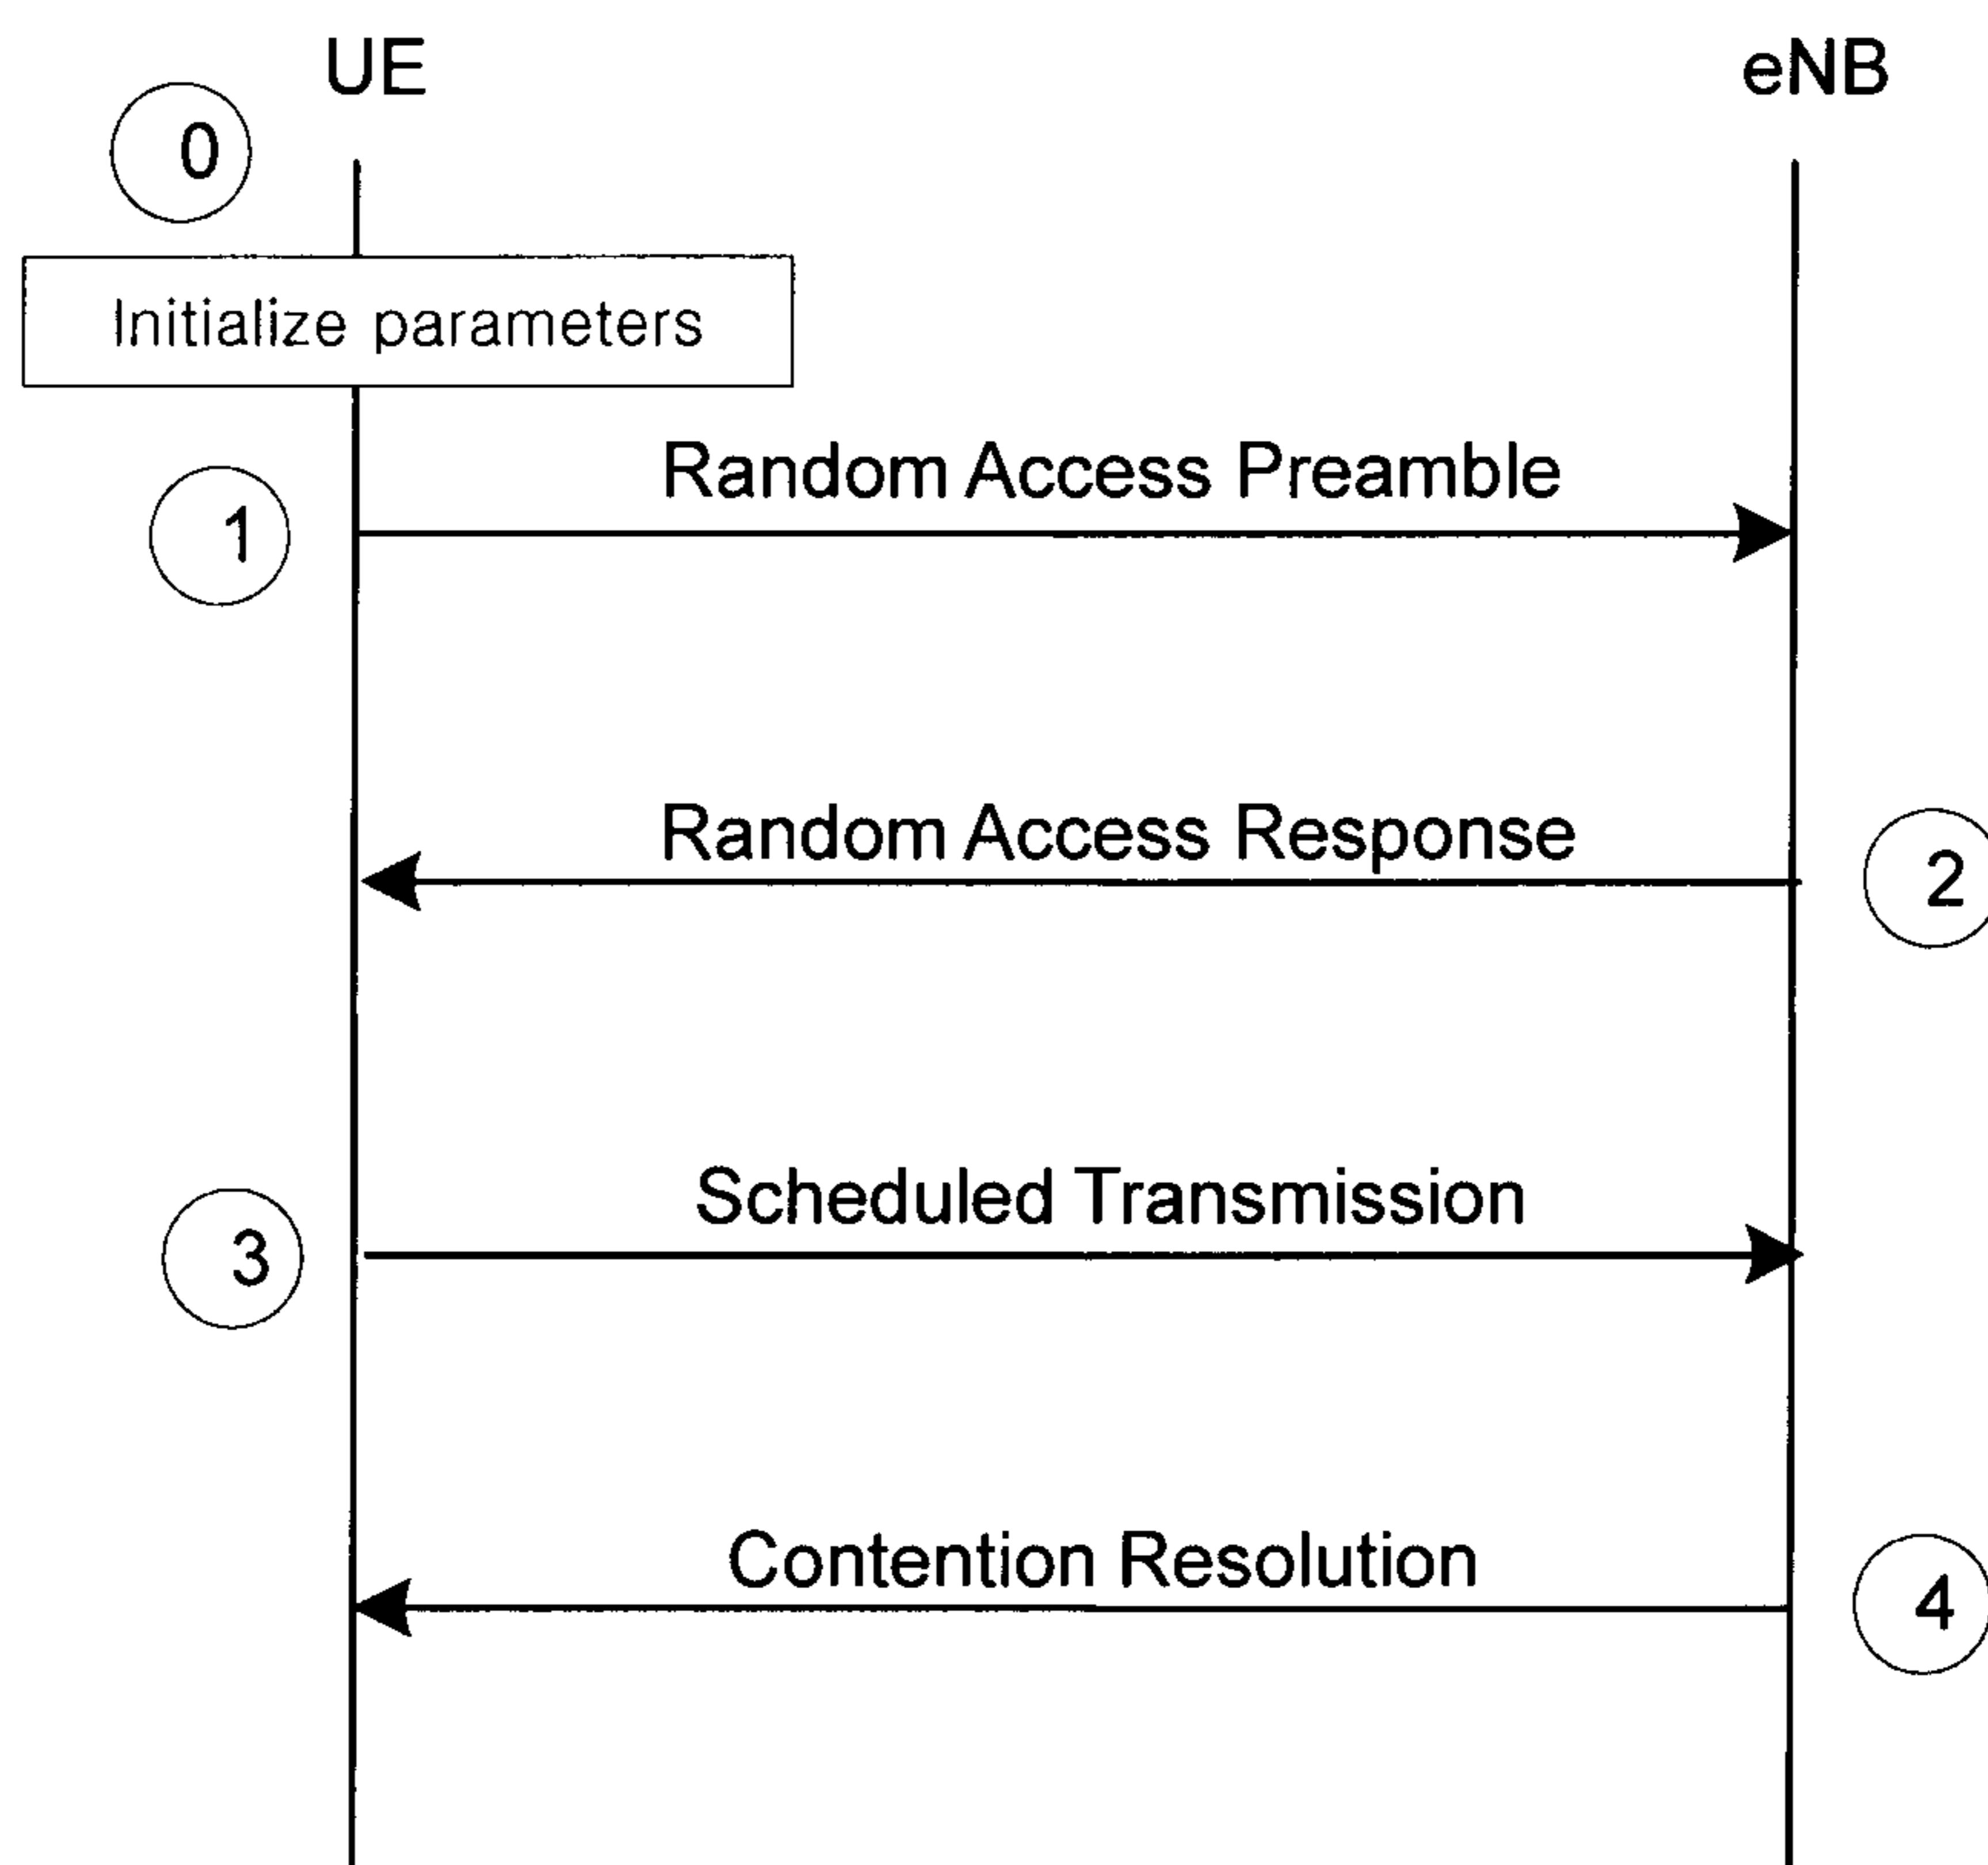 UE
eNB
0
Initialize parameters
Random Access Preamble
1
Random Access Response
2
Scheduled Transmission
3
Contention Resolution
4